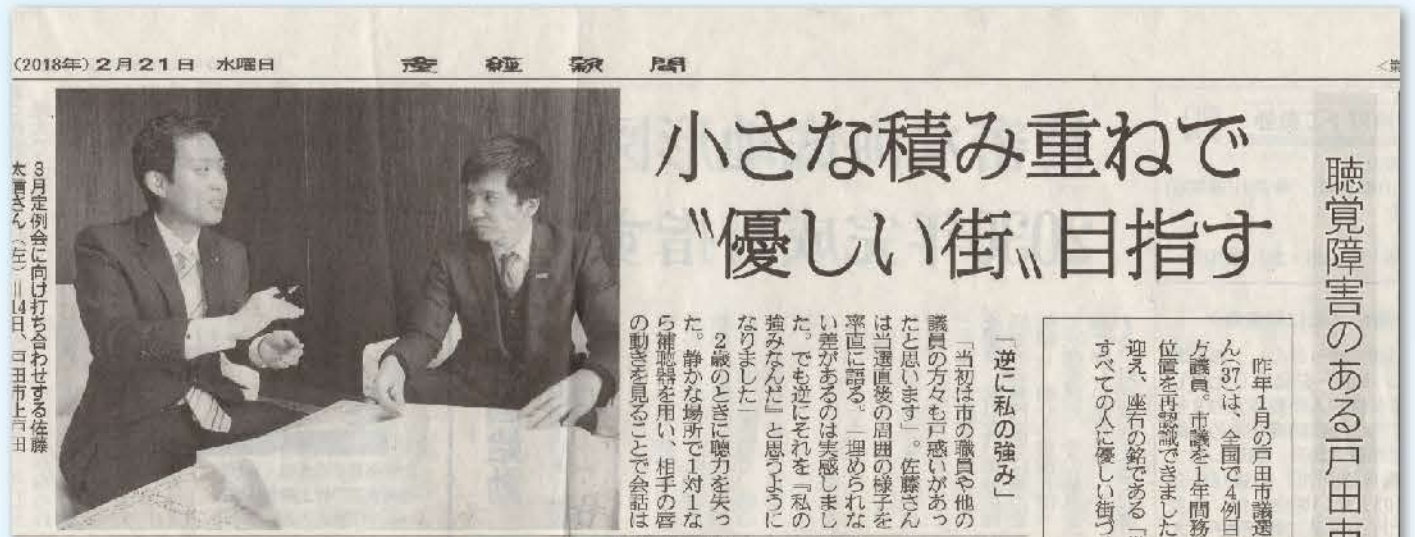 (2018年)2月21日 水曜日
産經新聞
<第
聴覚障害のある戸田市
小さな積み重ねで
〝優しい街〟目指す
昨年1月の戸田市議選
ん(37)は、全国で4例目
方議員。市議を1年間務
位置を再認識できました
迎え、座右の銘である「
すべての人に優しい街づ
「逆に私の強み」
「当初は市の職員や他の
議員の方々も戸惑いがあっ
たと思います」。佐藤さん
は当選直後の周囲の様子を
率直に語る。「埋められな
い差があるのは実感しまし
た。でも逆にそれを『私の
強みなんだ』と思うように
なりました」
2歳のときに聴力を失っ
た。静かな場所で1対1な
ら補聴器を用い、相手の唇
の動きを見ることで会話は
3月定例会に向け打ち合わせする佐藤
太信さん(左)=14日、戸田市上戸田